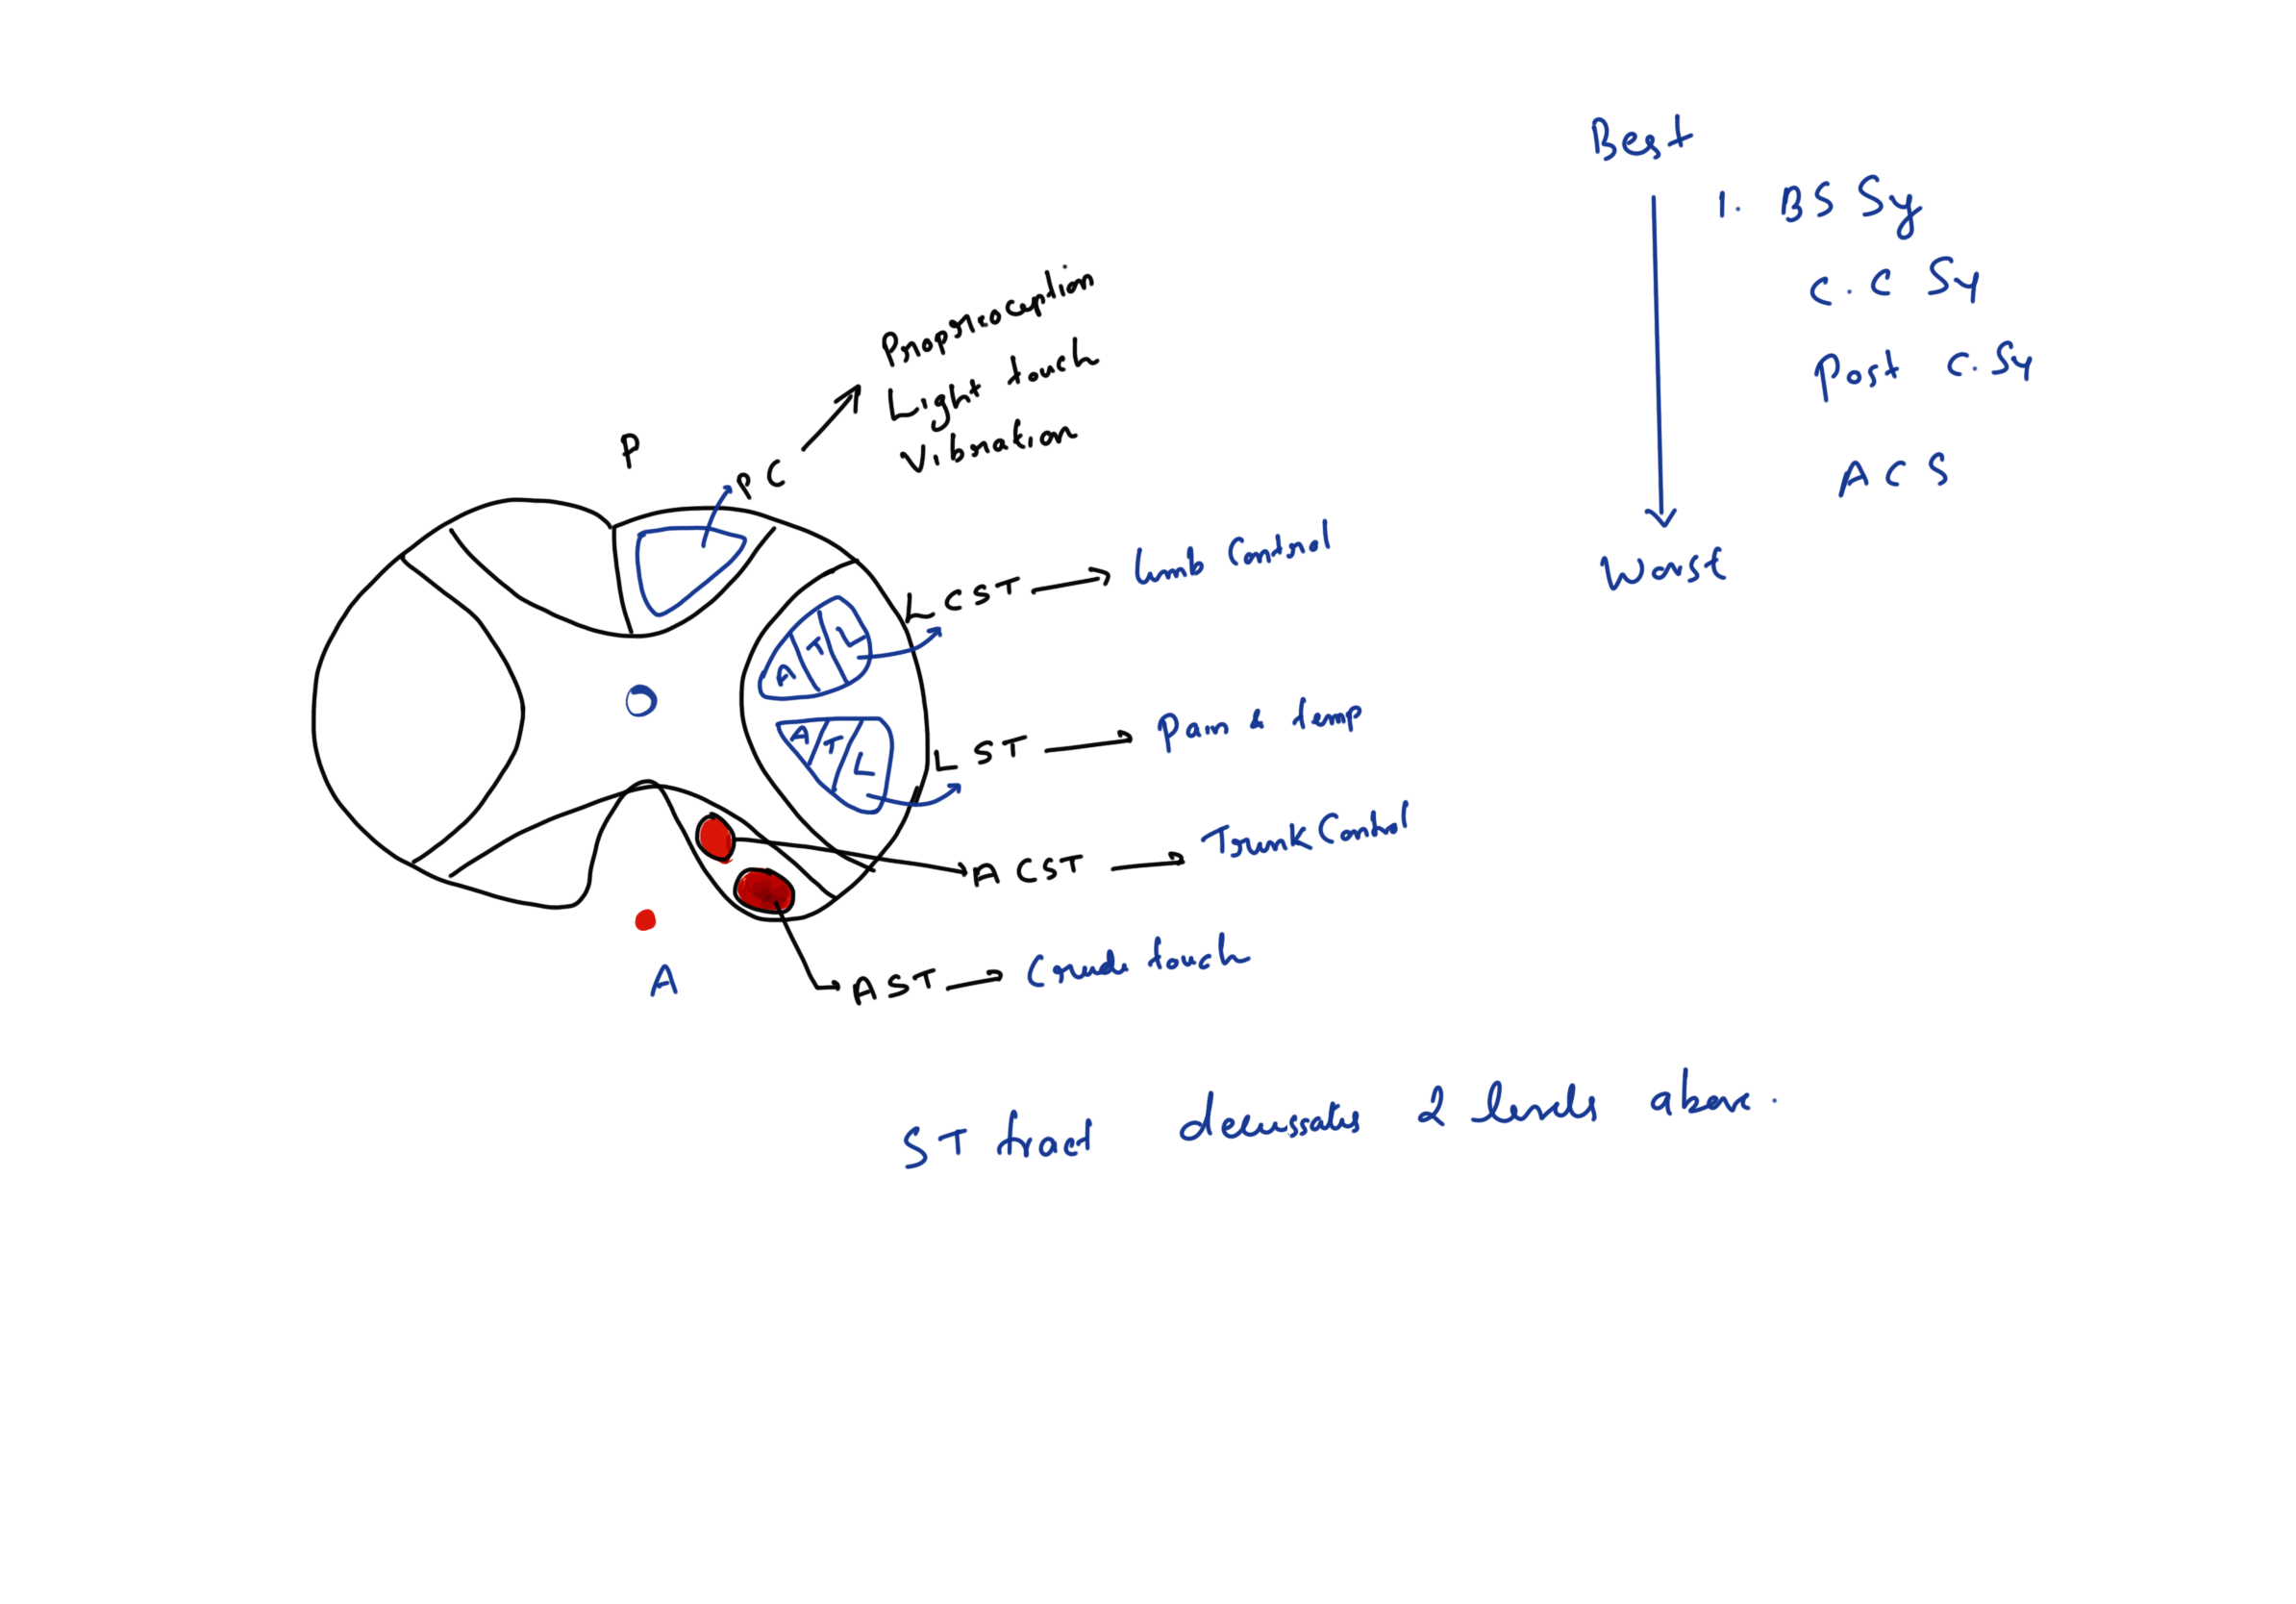 Best
1. BS Sy
C.C Sy
Post C.Sy
ACS
Worst
Proprioception
Light touch
Vibration
P
PC
LCST → limb Control
A T L
A T L
LST → Pain & temp
ACST → Trunk Control
AST → Crude touch
A
ST tract decussates 2 levels above.